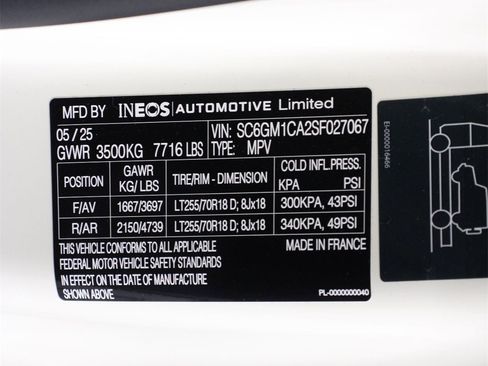 MFD BY INEOS AUTOMOTIVE Limited
05/25 VIN: SC6GM1CA2SF027067
GVWR 3500KG 7716 LBS TYPE: MPV
POSITION GAWR KG/ LBS TIRE/RIM - DIMENSION COLD INFL.PRESS. KPA PSI
F/AV 1667/3697 LT255/70R18 D; 8Jx18 300KPA, 43PSI
R/AR 2150/4739 LT255/70R18 D; 8Jx18 340KPA, 49PSI
THIS VEHICLE CONFORMS TO ALL APPLICABLE MADE IN FRANCE
FEDERAL MOTOR VEHICLE SAFETY STANDARDS
IN EFFECT ON THE DATE OF MANUFACTURE
SHOWN ABOVE PL-0000000040
EI-0000016466